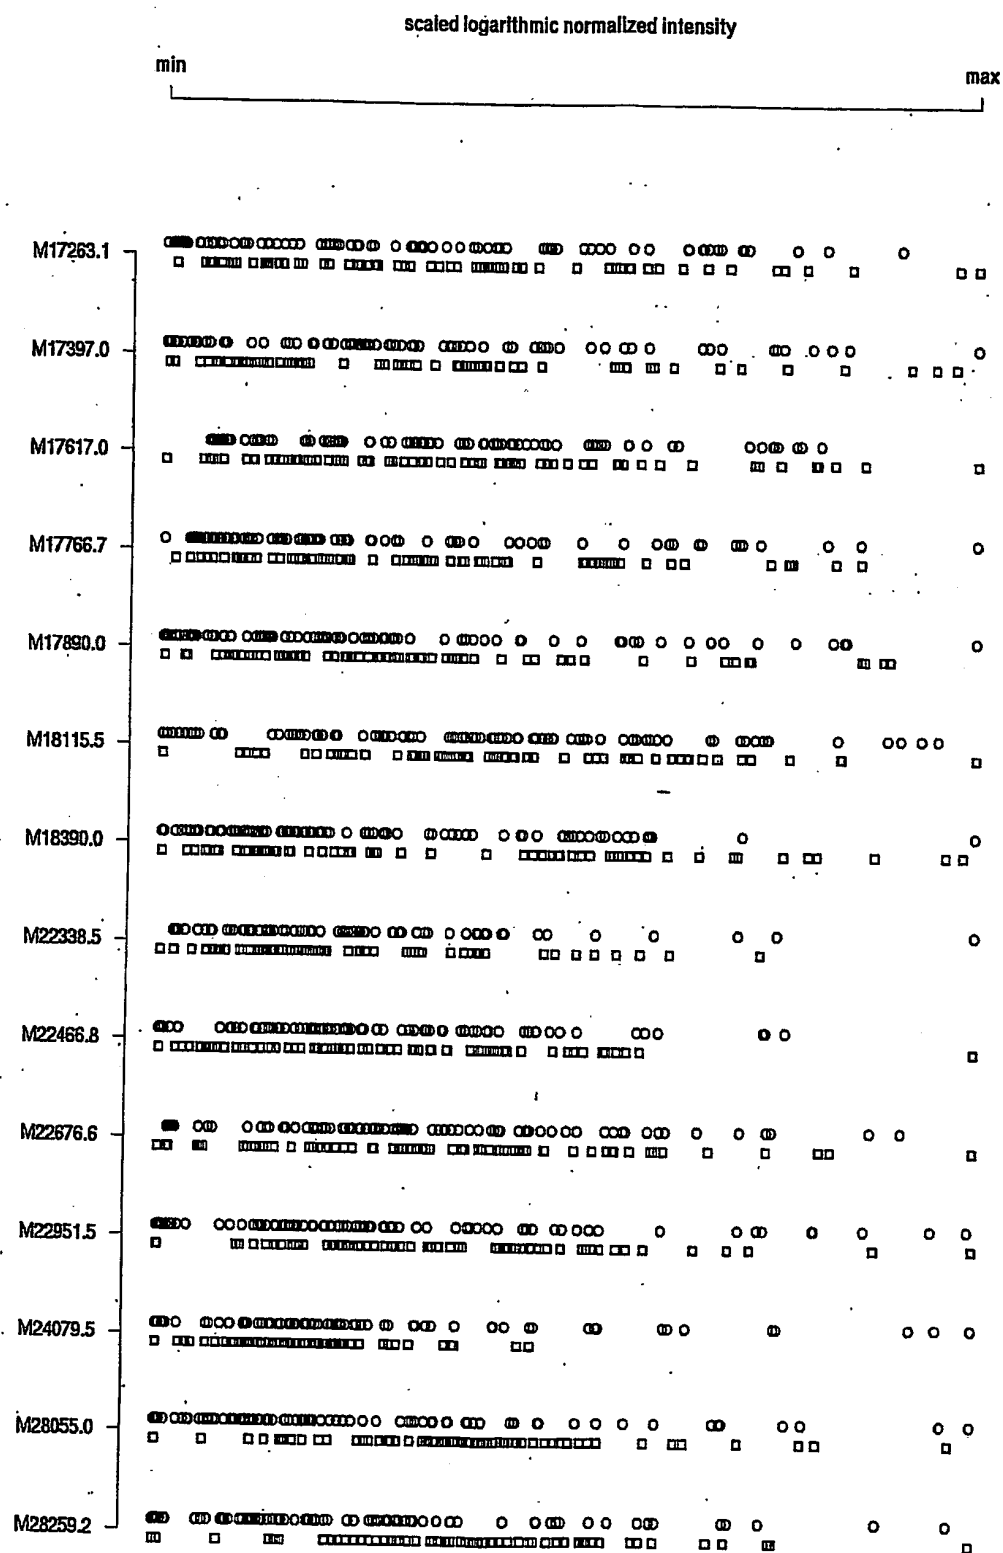 scaled logarithmic normalized intensity
min
max
M17263.1
M17397.0
M17617.0
M17766.7
M17890.0
M18115.5
M18390.0
M22338.5
M22466.8
M22676.6
M22951.5
M24079.5
M28055.0
M28259.2